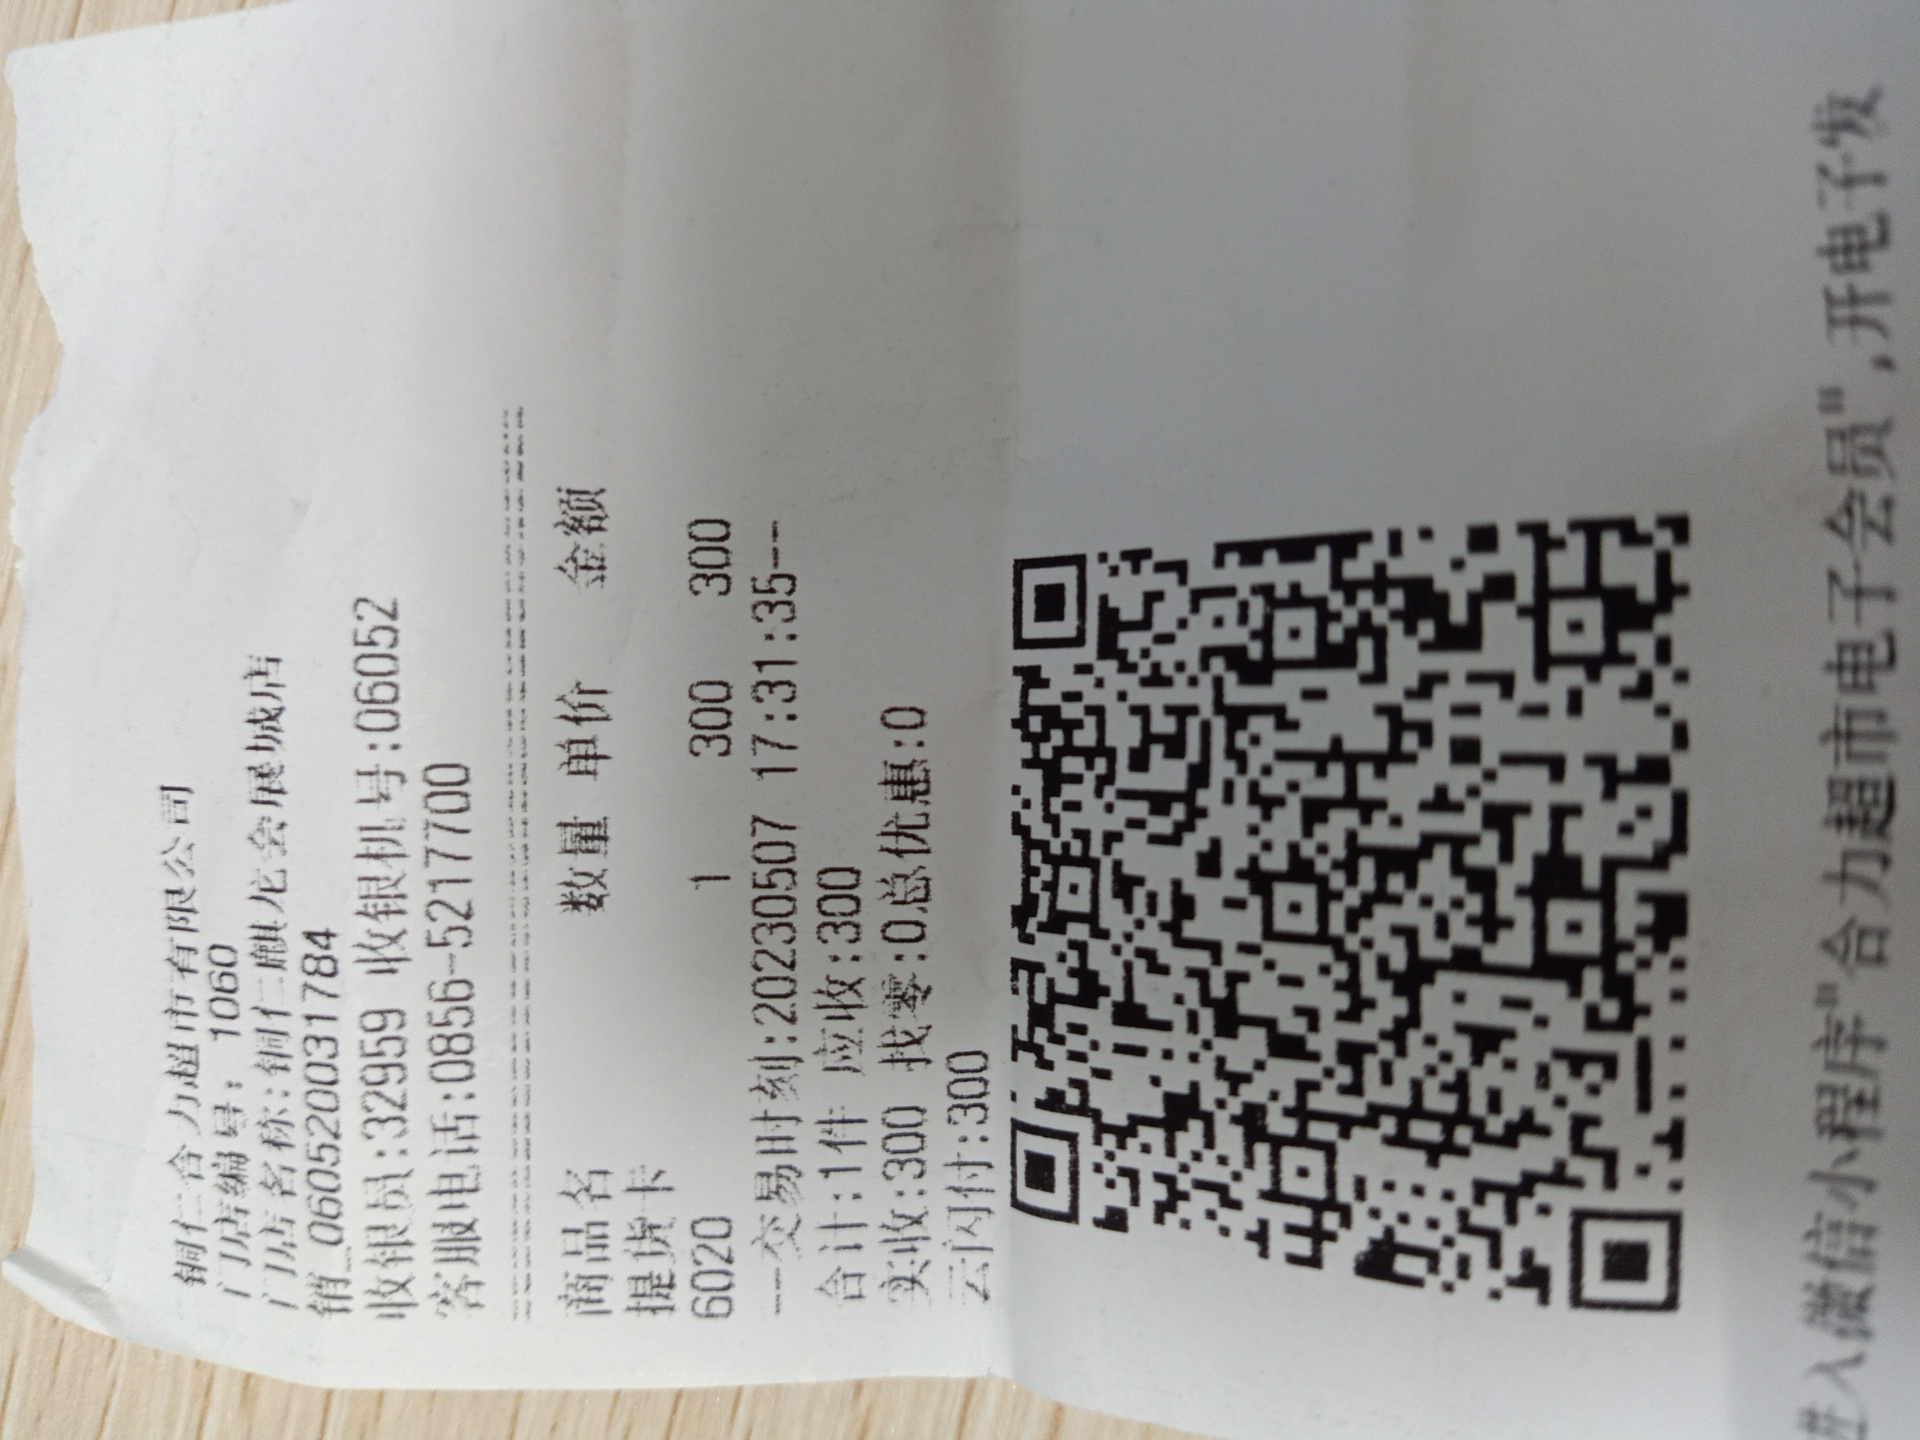 铜仁合力超市有限公司
门店编号： 1060
门店名称:铜仁麒龙会展城店
销_0605200317​84
收银员:32959 收银机号:06052
客服电话:0856-5217700
商品名 数量 单价 金额
提货卡
6020 1 300 300
---交易时刻:20230507 17:31:35---
合计:1件 应收:300
实收:300 找零:0总优惠:0
云闪付:300
进入微信小程序"合力超市电子会员",开电子发